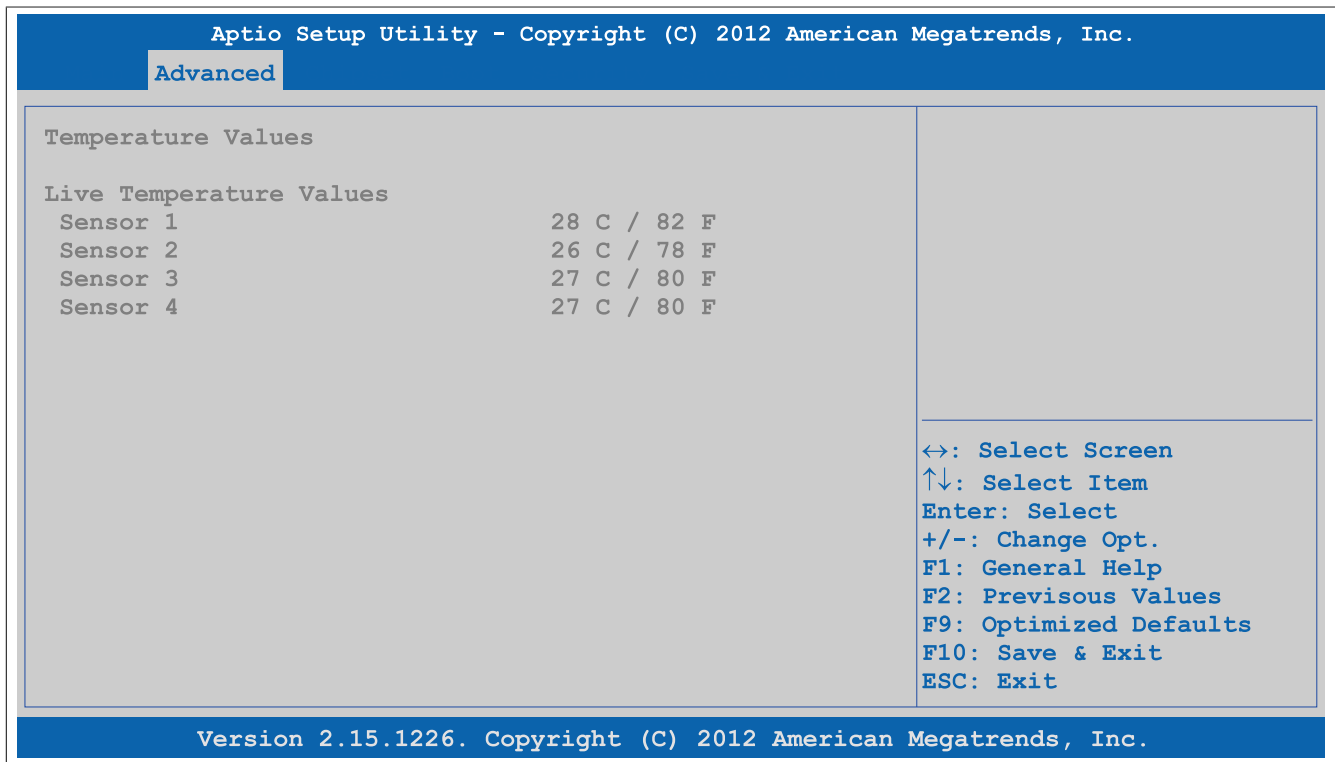 Aptio Setup Utility - Copyright (C) 2012 American Megatrends, Inc.
Advanced
Temperature Values
Live Temperature Values
Sensor 1 28 C / 82 F
Sensor 2 26 C / 78 F
Sensor 3 27 C / 80 F
Sensor 4 27 C / 80 F
↔: Select Screen
↑↓: Select Item
Enter: Select
+/-: Change Opt.
F1: General Help
F2: Previsous Values
F9: Optimized Defaults
F10: Save & Exit
ESC: Exit
Version 2.15.1226. Copyright (C) 2012 American Megatrends, Inc.